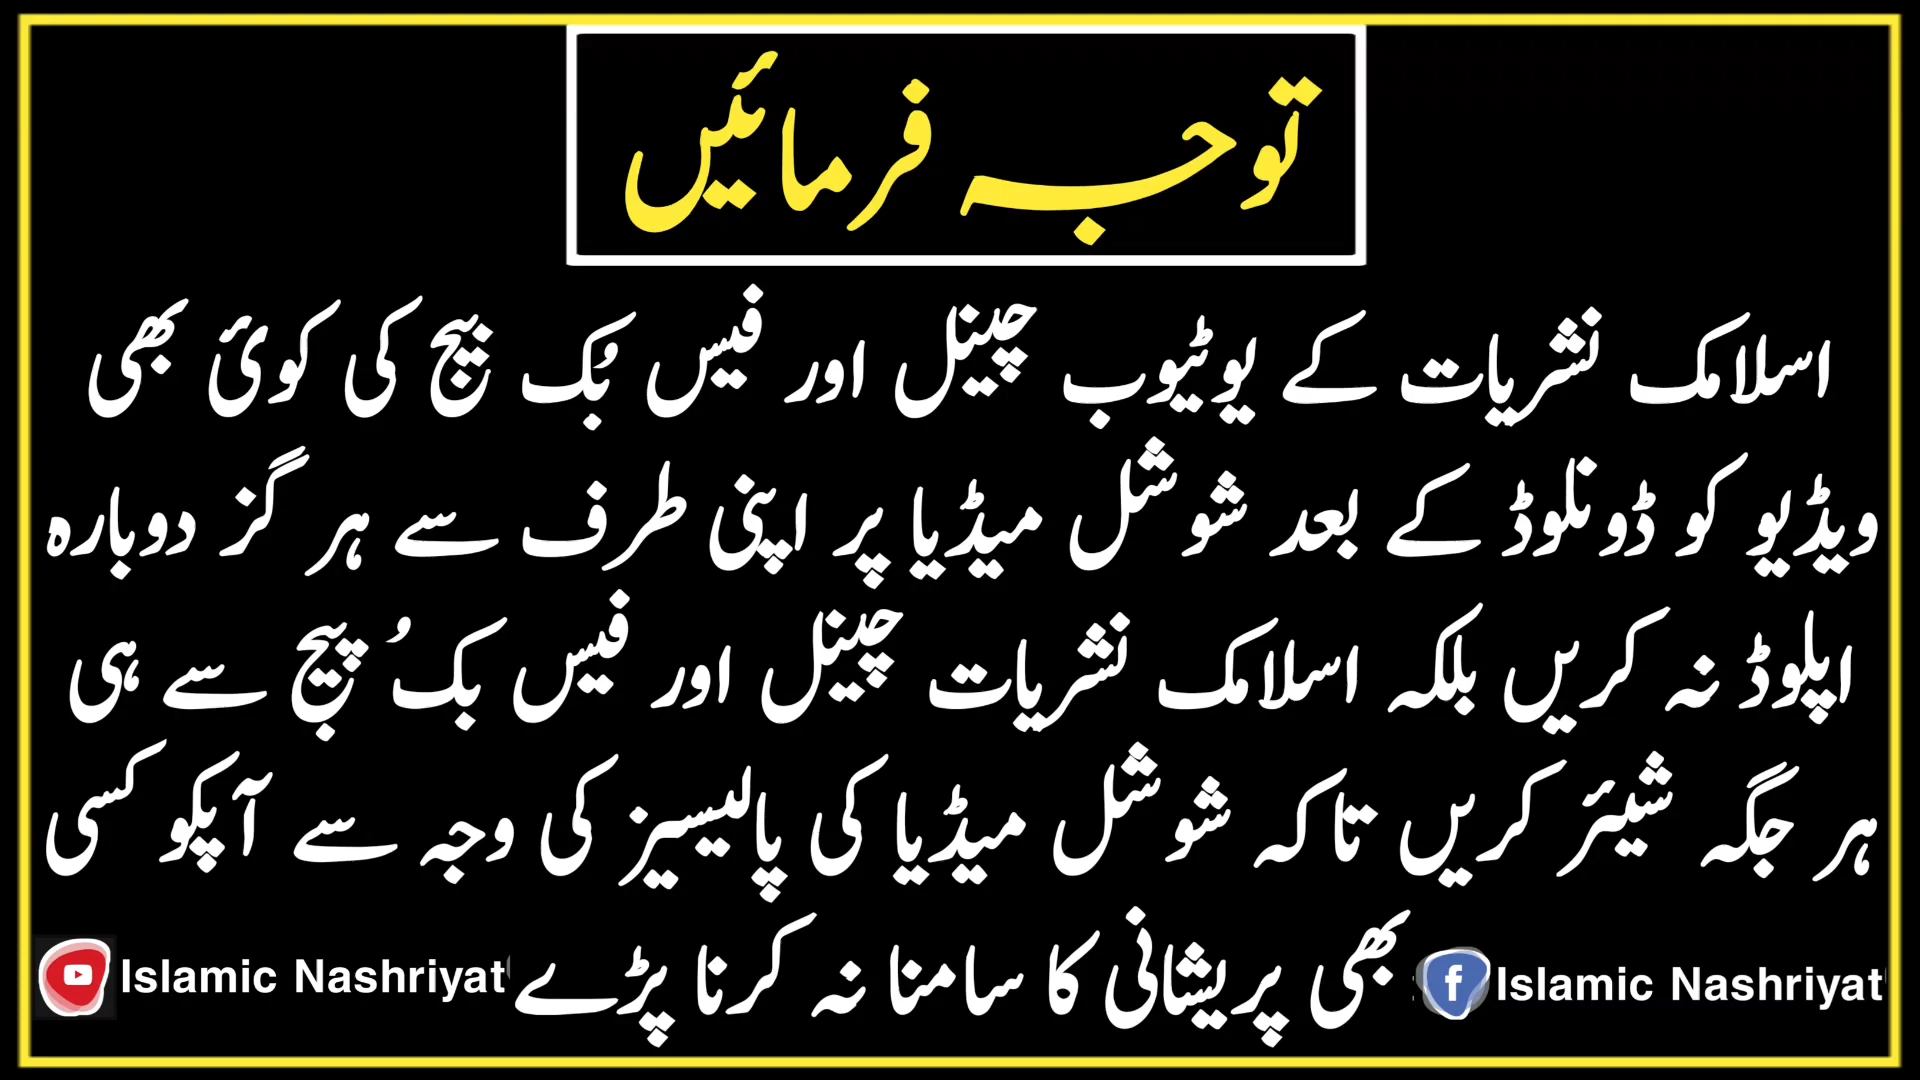 توجہ فرمائیں
اسلامک نشریات کے یوٹیوب چینل اور فیس بُک پیج کی کوئ بھی
ویڈیو کو ڈونلوڈ کے بعد شوشل میڈیا پر اپنی طرف سے ہر گز دوبارہ
اپلوڈ نہ کریں بلکہ اسلامک نشریات چینل اور فیس بکُ پیج سے ہی
ہر جگہ شیئر کریں تاکہ شوشل میڈیا کی پالیسیز کی وجہ سے آپکو کسی
بھی پریشانی کا سامنا نہ کرنا پڑے
Islamic Nashriyat
Islamic Nashriyat